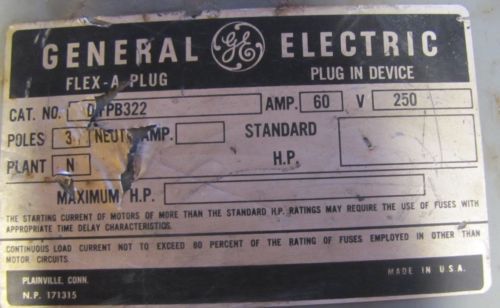 GENERAL GE ELECTRIC
FLEX-A PLUG PLUG IN DEVICE
CAT. NO. FPB322 AMP. 60 V 250
POLES 3 NEUT. AMP. STANDARD
H.P.
PLANT N
MAXIMUM H.P.
THE STARTING CURRENT OF MOTORS OF MORE THAN THE STANDARD H.P. RATINGS MAY REQUIRE THE USE OF FUSES WITH
APPROPRIATE TIME DELAY CHARACTERISTICS.
CONTINUOUS LOAD CURRENT NOT TO EXCEED 80 PERCENT OF THE RATING OF FUSES EMPLOYED IN OTHER THAN
MOTOR CIRCUITS.
PLAINVILLE, CONN. MADE IN U.S.A.
N.P. 171315